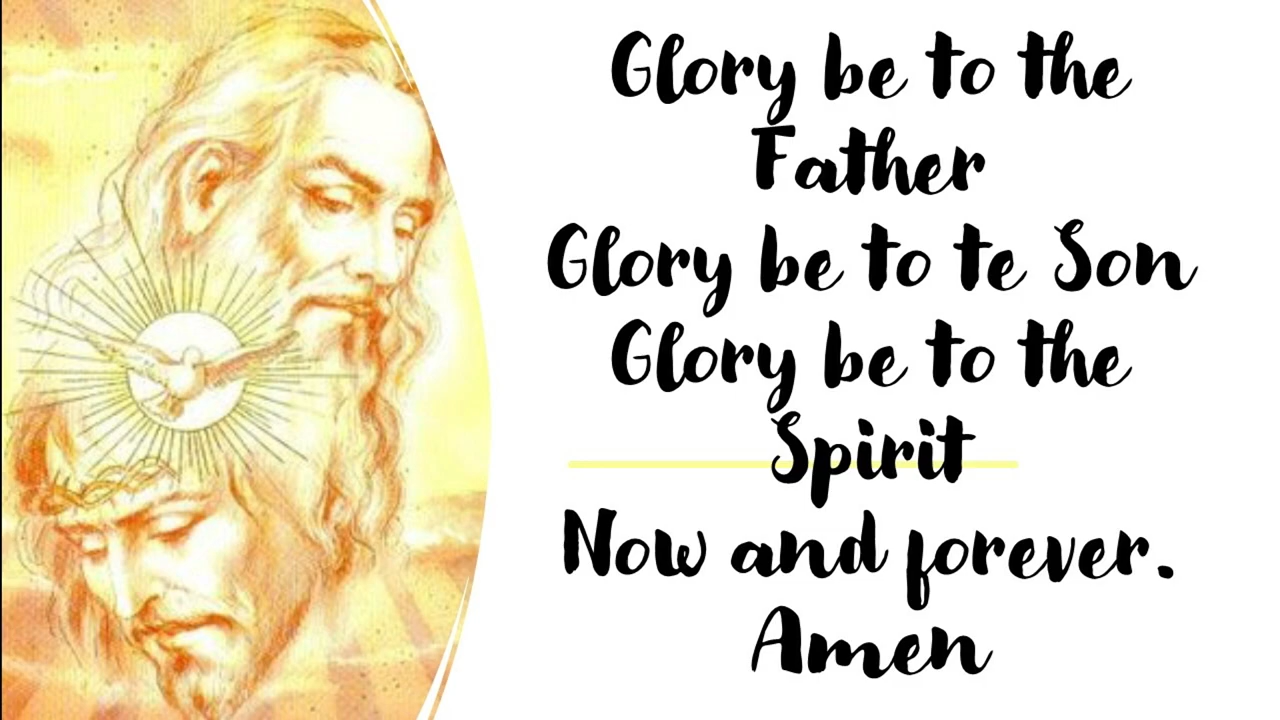 Glory be to the
Father
Glory be to te Son
Glory be to the
Spirit
Now and forever.
Amen